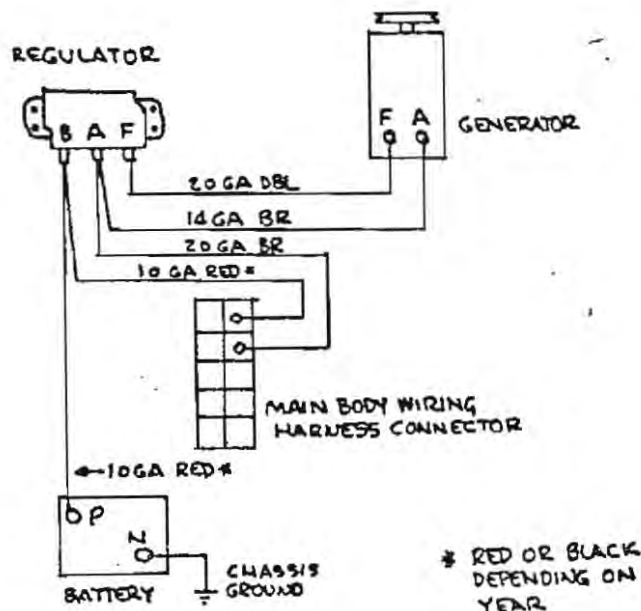 REGULATOR
B A F
F A
GENERATOR
20 GA DBL
14 GA BR
20 GA BR
10 GA RED *
MAIN BODY WIRING
HARNESS CONNECTOR
10 GA RED *
P
N
BATTERY
CHASSIS
GROUND
* RED OR BLACK
DEPENDING ON
YEAR